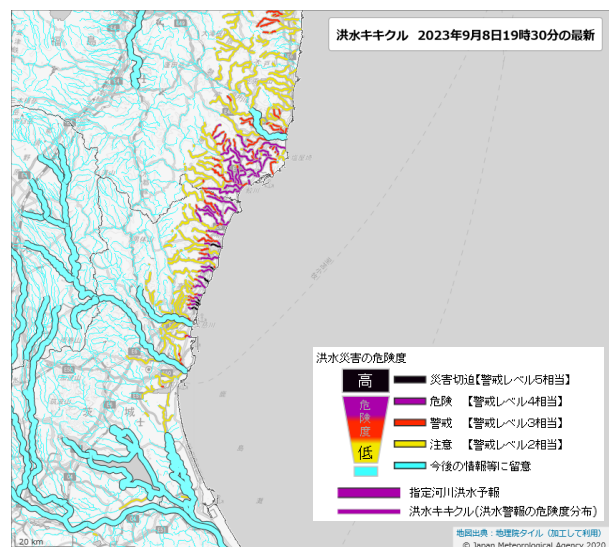 洪水キキクル 2023年9月8日19時30分の最新
福島
茨城
洪水災害の危険度
高
危険度
低
災害切迫【警戒レベル5相当】
危険 【警戒レベル4相当】
警戒 【警戒レベル3相当】
注意 【警戒レベル2相当】
今後の情報等に留意
指定河川洪水予報
洪水キキクル(洪水警報の危険度分布)
20 km
地図出典:地理院タイル(加工して利用)
© Japan Meteorological Agency 2020